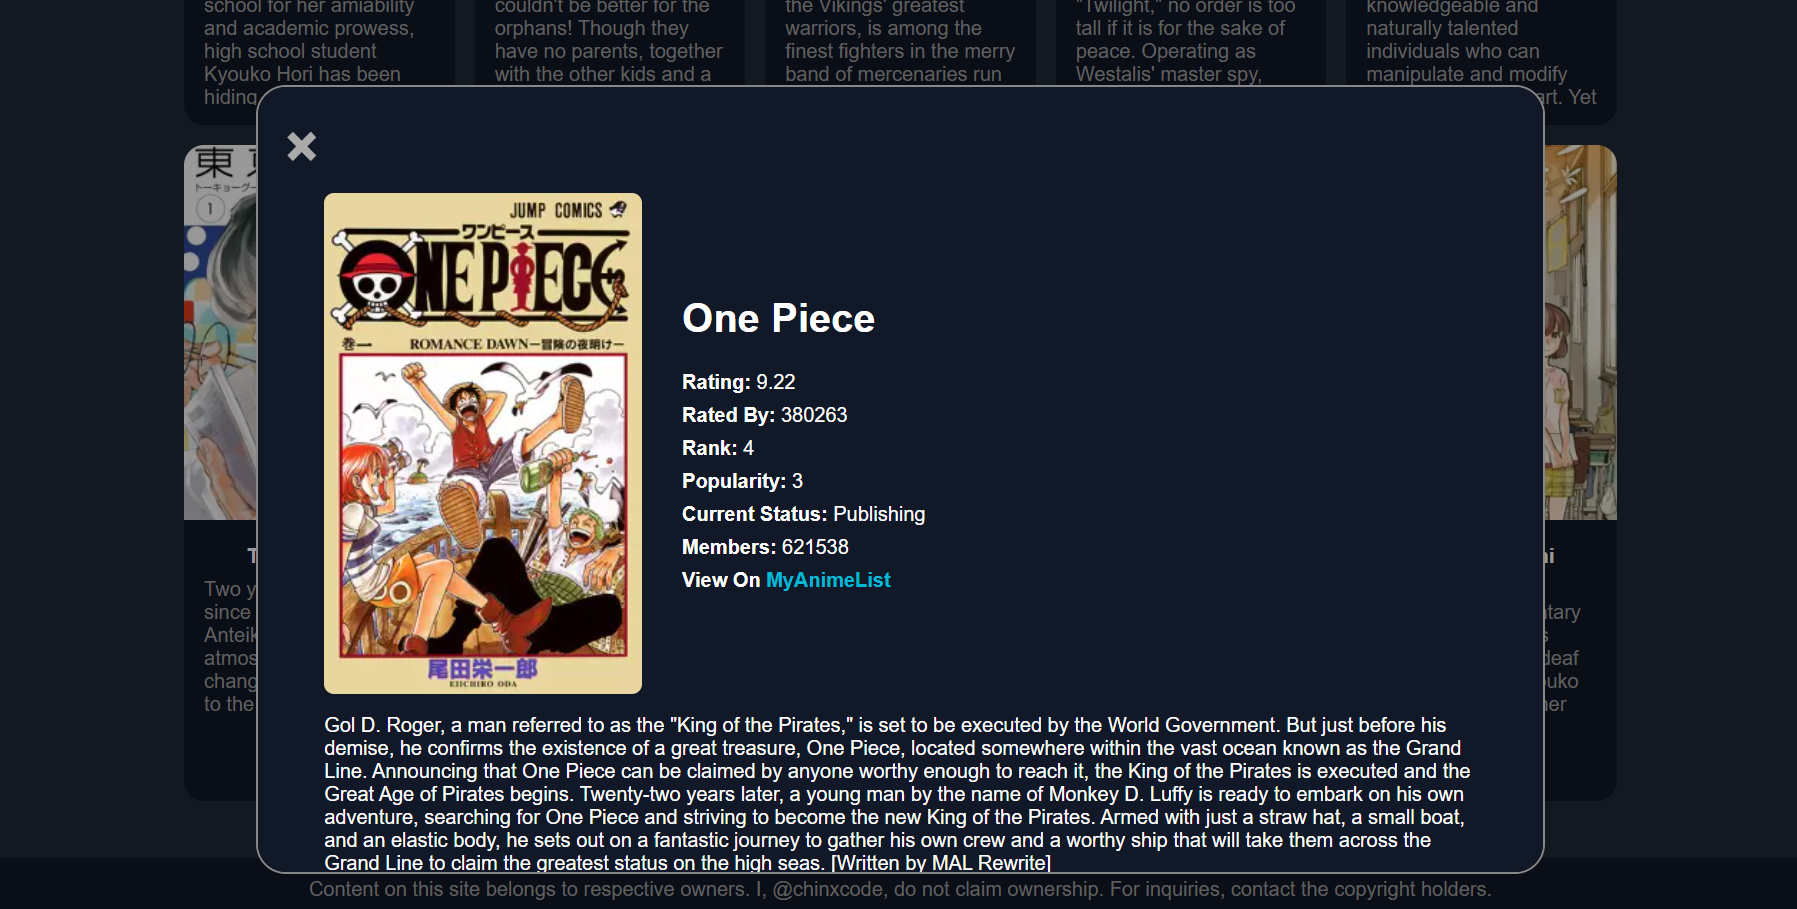 school for her amiability
and academic prowess,
high school student
Kyouko Hori has been
hiding
couldn't be better for the
orphans! Though they
have no parents, together
with the other kids and a
the Vikings' greatest
warriors, is among the
finest fighters in the merry
band of mercenaries run
"Twilight," no order is too
tall if it is for the sake of
peace. Operating as
Westalis' master spy,
knowledgeable and
naturally talented
individuals who can
manipulate and modify
art. Yet
東
トーキョーグ
1
T
Two y
since
Anteik
atmos
chang
to the
JUMP COMICS
ワンピース
ONE PIECE
巻一
ROMANCE DAWN—冒険の夜明け—
尾田栄一郎
EIICHIRO ODA
One Piece
Rating: 9.22
Rated By: 380263
Rank: 4
Popularity: 3
Current Status: Publishing
Members: 621538
View On MyAnimeList
Gol D. Roger, a man referred to as the "King of the Pirates," is set to be executed by the World Government. But just before his
demise, he confirms the existence of a great treasure, One Piece, located somewhere within the vast ocean known as the Grand
Line. Announcing that One Piece can be claimed by anyone worthy enough to reach it, the King of the Pirates is executed and the
Great Age of Pirates begins. Twenty-two years later, a young man by the name of Monkey D. Luffy is ready to embark on his own
adventure, searching for One Piece and striving to become the new King of the Pirates. Armed with just a straw hat, a small boat,
and an elastic body, he sets out on a fantastic journey to gather his own crew and a worthy ship that will take them across the
Grand Line to claim the greatest status on the high seas. [Written by MAL Rewrite]
i
ntary
s
deaf
ouko
her
Content on this site belongs to respective owners. I, @chinxcode, do not claim ownership. For inquiries, contact the copyright holders.